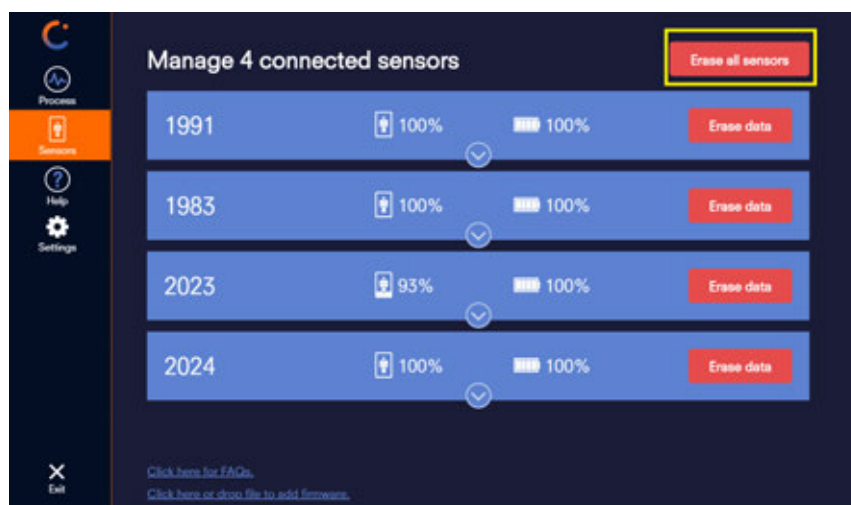 Manage 4 connected sensors
Erase all sensors
Process
1991 100% 100% Erase data
Sensors
1983 100% 100% Erase data
Help
Settings
2023 93% 100% Erase data
2024 100% 100% Erase data
Click here for FAQs.
Click here or drop file to add firmware.
Exit